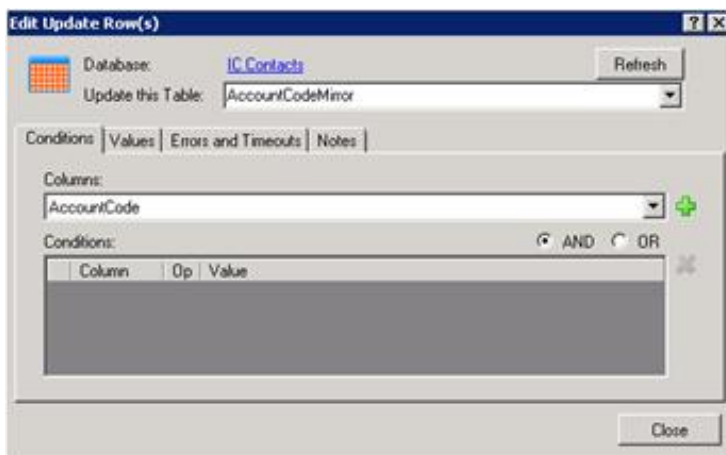 Edit Update Row(s)
Database: IC Contacts Refresh
Update this Table: AccountCodeMirror
Conditions Values Errors and Timeouts Notes
Columns:
AccountCode
Conditions: AND OR
Column Op Value
Close